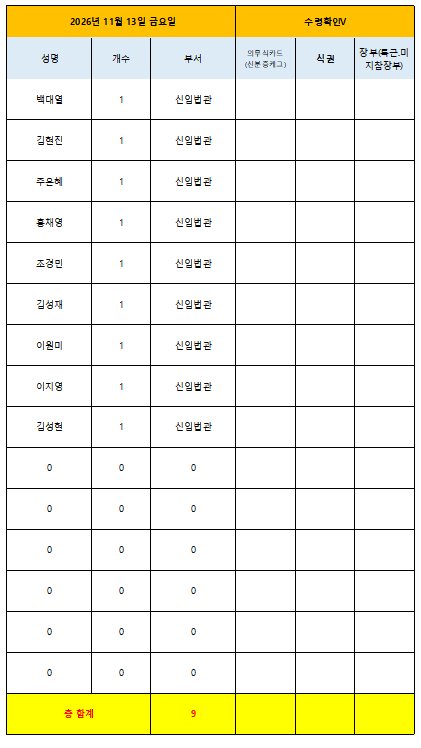 2026년 11월 13일 금요일 수령확인V
성명 개수 부서 의무식카드 (신분증케그) 식권 장부(특근,미지참장부)
백대열 1 신임법관
김현진 1 신임법관
주은혜 1 신임법관
홍채영 1 신임법관
조경민 1 신임법관
김성재 1 신임법관
이원미 1 신임법관
이지영 1 신임법관
김성현 1 신임법관
0 0 0
0 0 0
0 0 0
0 0 0
0 0 0
0 0 0
총 합계 9